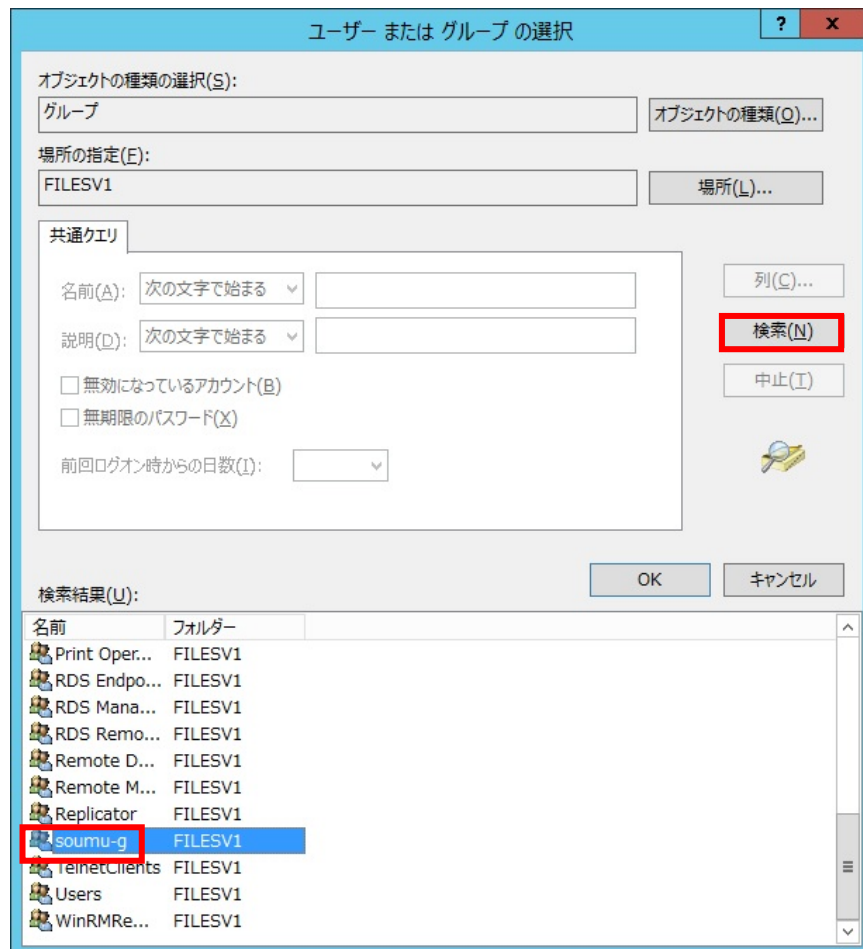 ユーザー または グループ の選択
? x
オブジェクトの種類の選択(S):
グループ
オブジェクトの種類(O)...
場所の指定(F):
FILESV1
場所(L)...
共通クエリ
名前(A): 次の文字で始まる
列(C)...
説明(D): 次の文字で始まる
検索(N)
無効になっているアカウント(B)
中止(T)
無期限のパスワード(X)
前回ログオン時からの日数(I):
OK キャンセル
検索結果(U):
名前 フォルダー
Print Oper... FILESV1
RDS Endpo... FILESV1
RDS Mana... FILESV1
RDS Remo... FILESV1
Remote D... FILESV1
Remote M... FILESV1
Replicator FILESV1
soumu-g FILESV1
TelnetClients FILESV1
Users FILESV1
WinRMRe... FILESV1